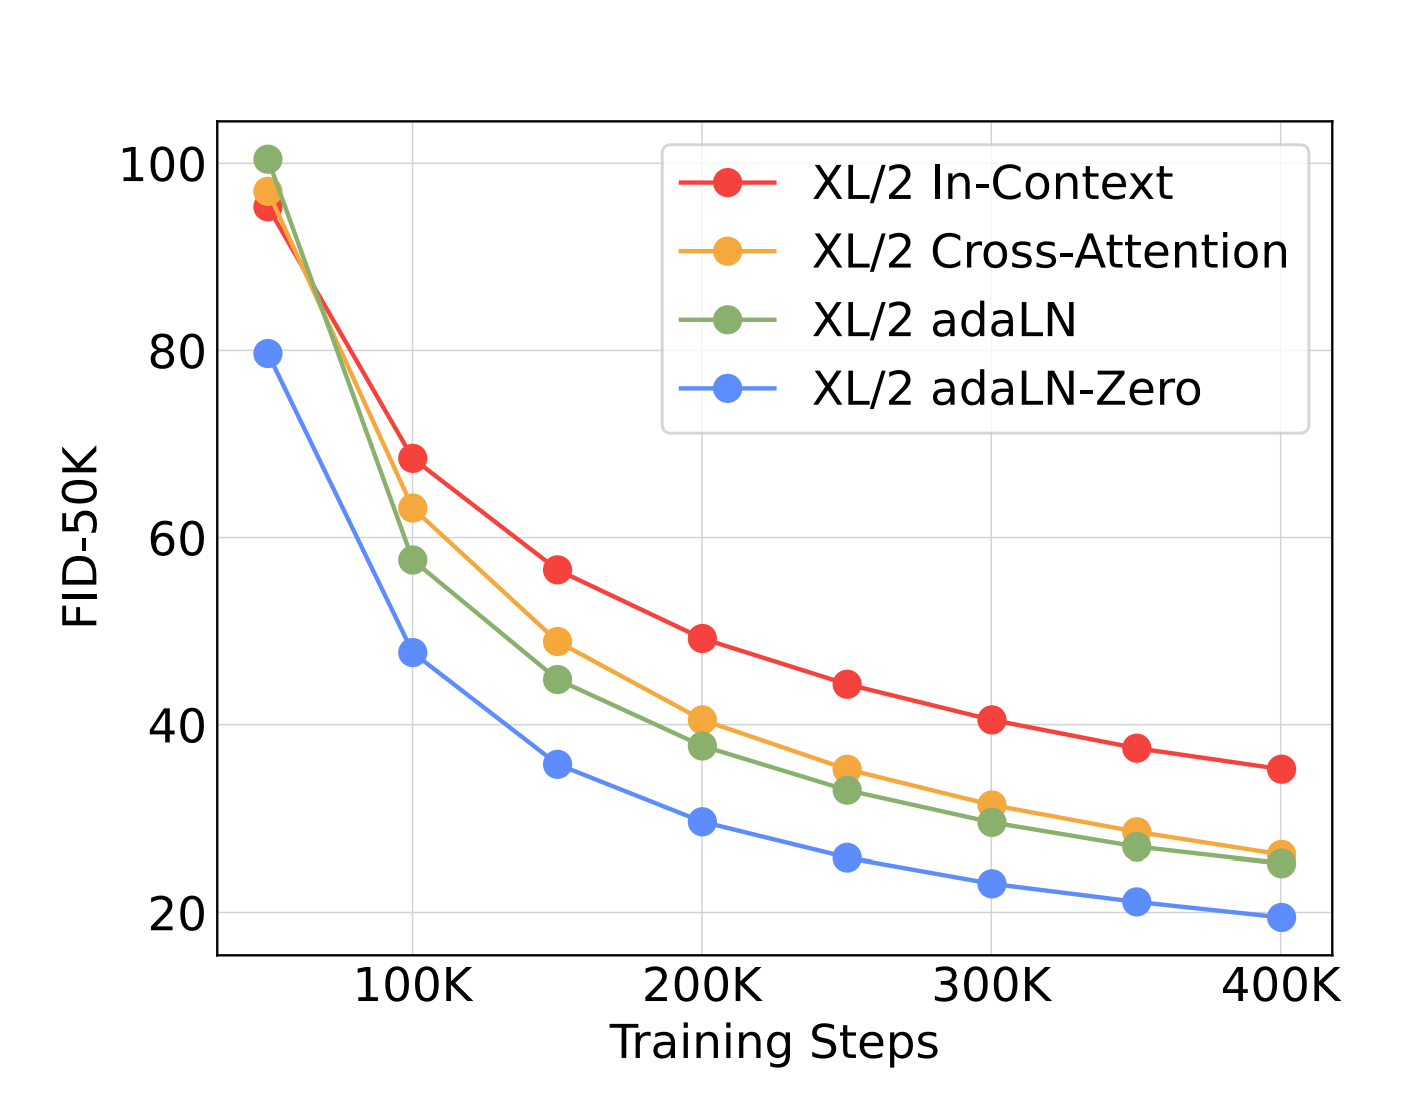 100
80
60
40
20
FID-50K
XL/2 In-Context
XL/2 Cross-Attention
XL/2 adaLN
XL/2 adaLN-Zero
100K
200K
300K
400K
Training Steps